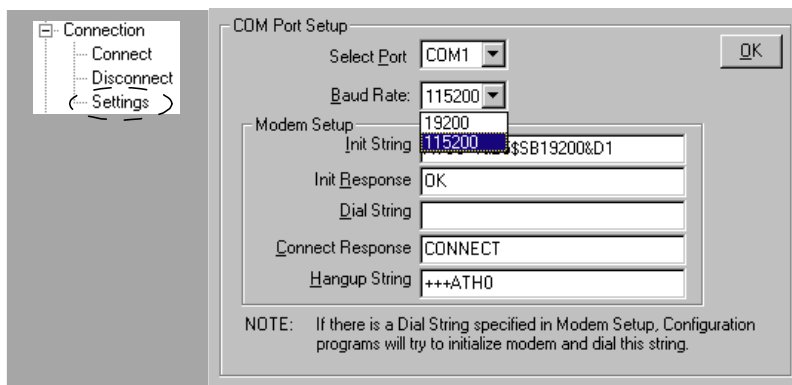 Connection
Connect
Disconnect
Settings
COM Port Setup
Select Port COM1
OK
Baud Rate: 115200
19200
115200
Modem Setup
Init String $SB19200&D1
Init Response OK
Dial String
Connect Response CONNECT
Hangup String +++ATH0
NOTE: If there is a Dial String specified in Modem Setup, Configuration
programs will try to initialize modem and dial this string.